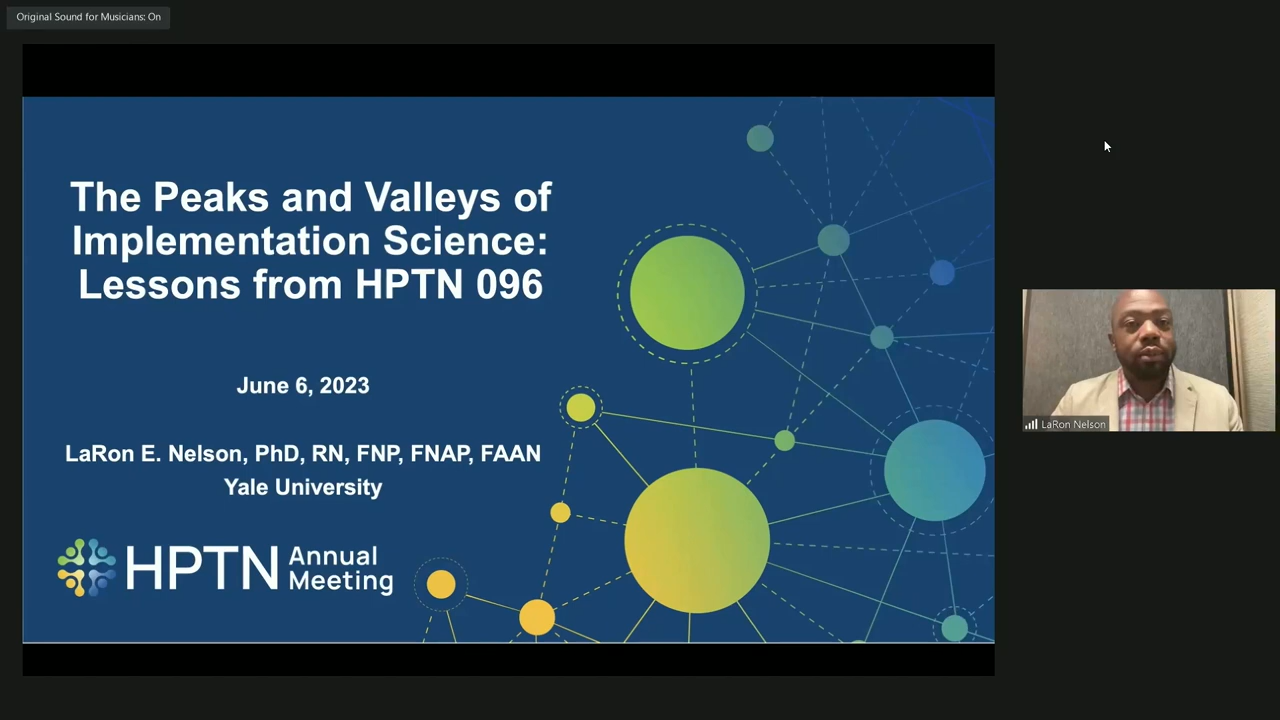 Original Sound for Musicians: On
The Peaks and Valleys of
Implementation Science:
Lessons from HPTN 096
June 6, 2023
LaRon E. Nelson, PhD, RN, FNP, FNAP, FAAN
Yale University
HPTN Annual
Meeting
LaRon Nelson